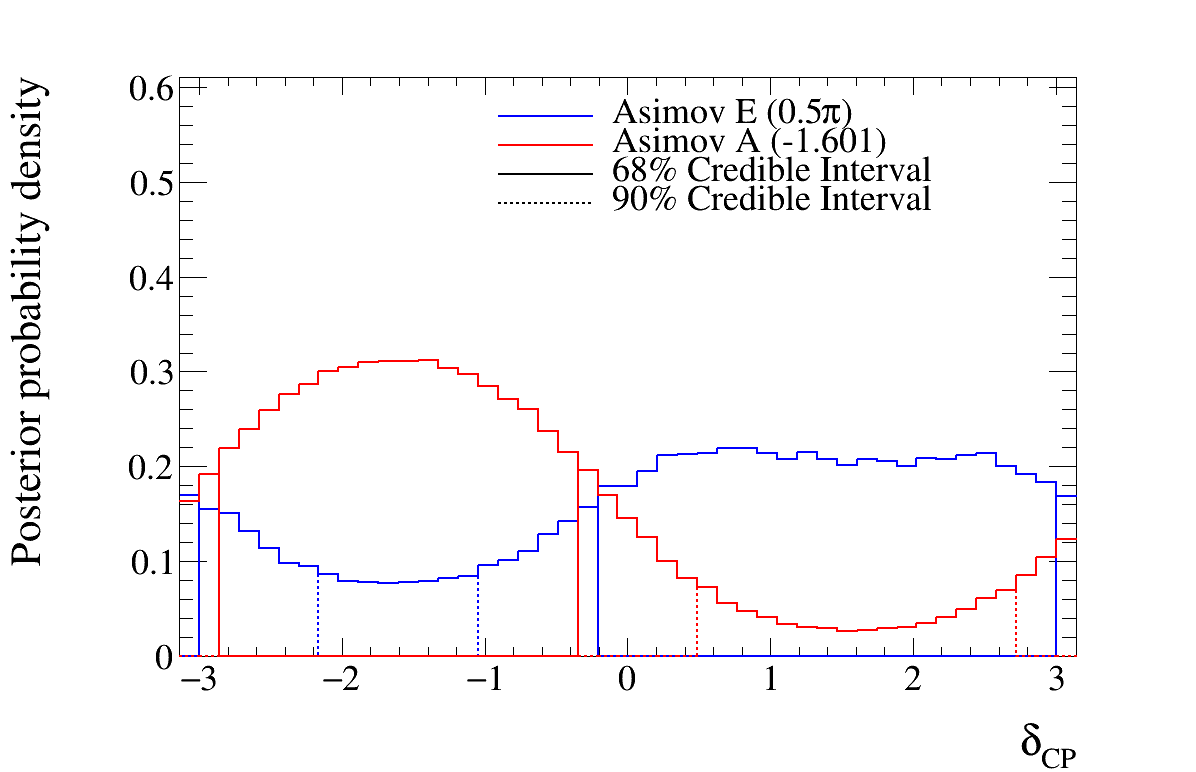 Posterior probability density
0.6
0.5
0.4
0.3
0.2
0.1
0
Asimov E (0.5π)
Asimov A (-1.601)
68% Credible Interval
90% Credible Interval
−3 −2 −1 0 1 2 3
δCP